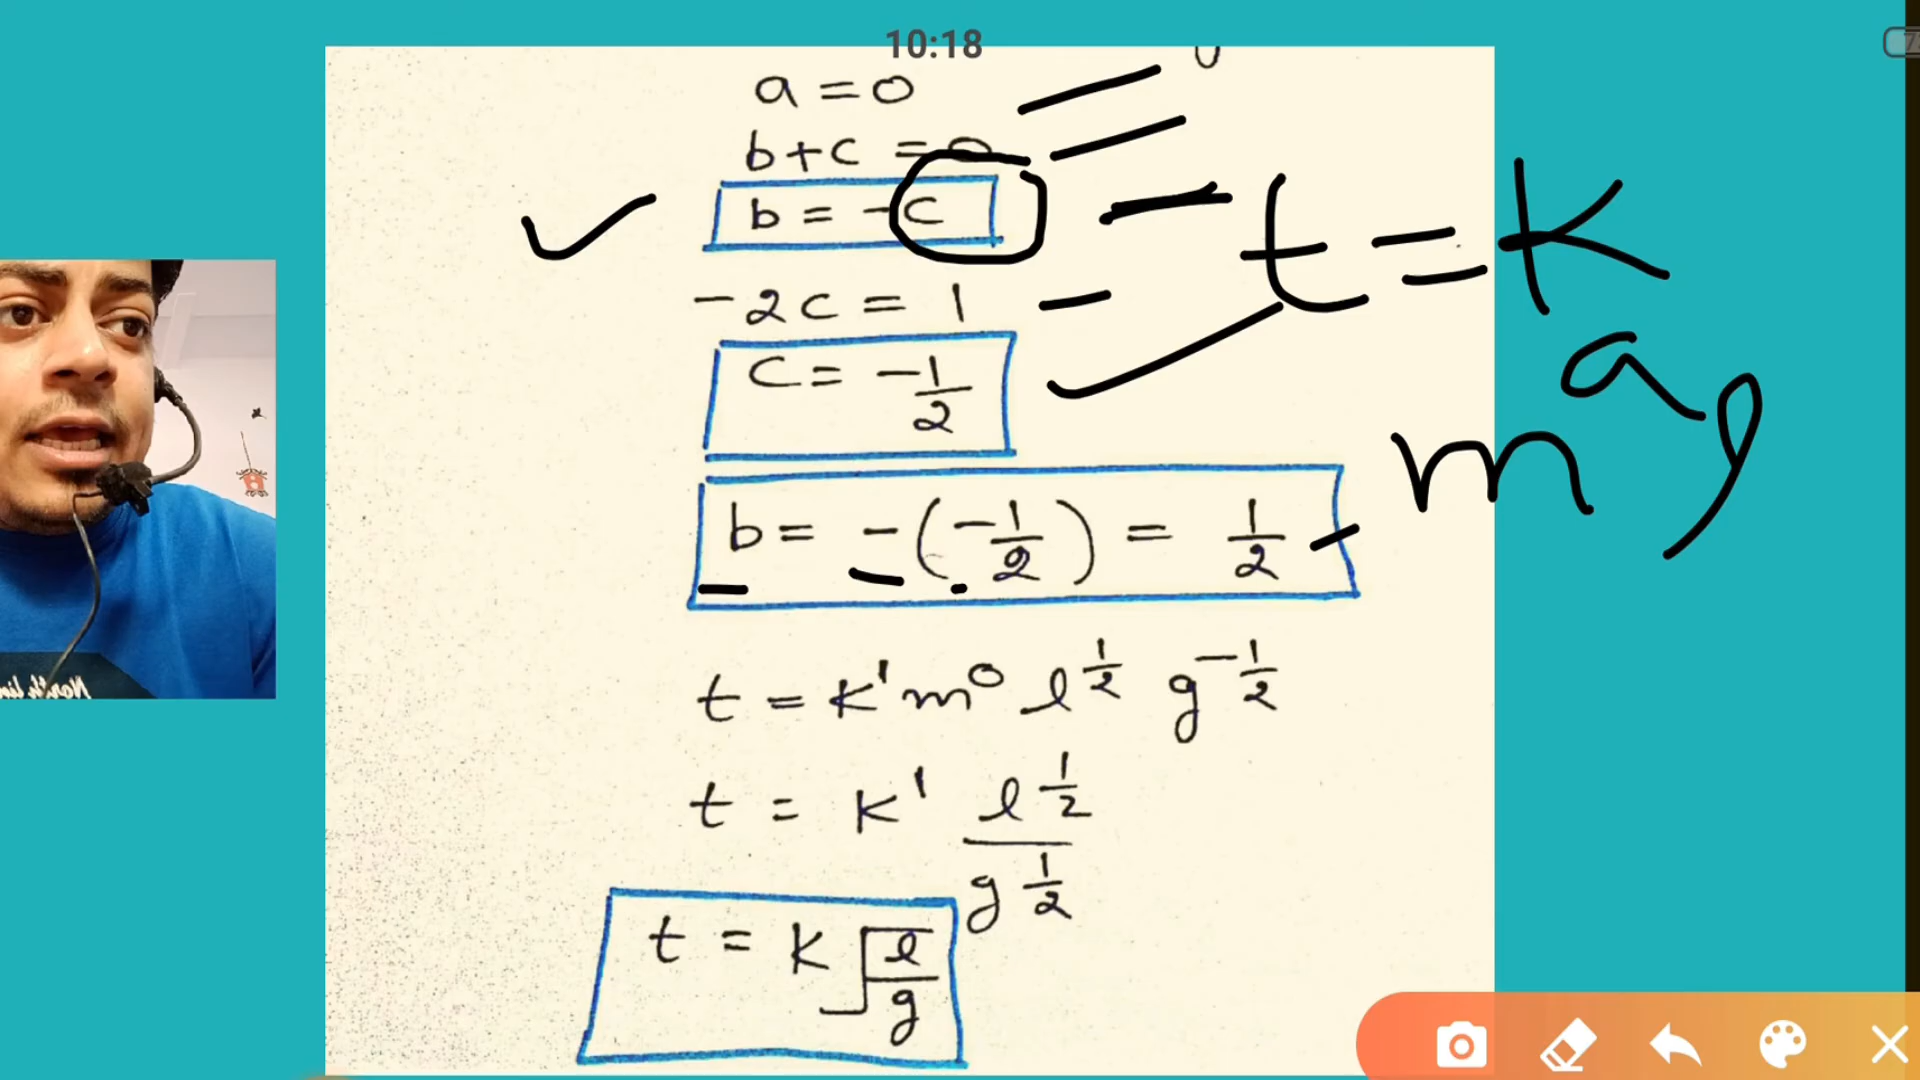 10:18
a = 0
b + c = 0
b = -c
-2c = 1
c = -1/2
b = -(-1/2) = 1/2
t = k' m⁰ l^1/2 g^-1/2
t = k' l^1/2 / g^1/2
t = k √(l/g)
t = k
a
m l